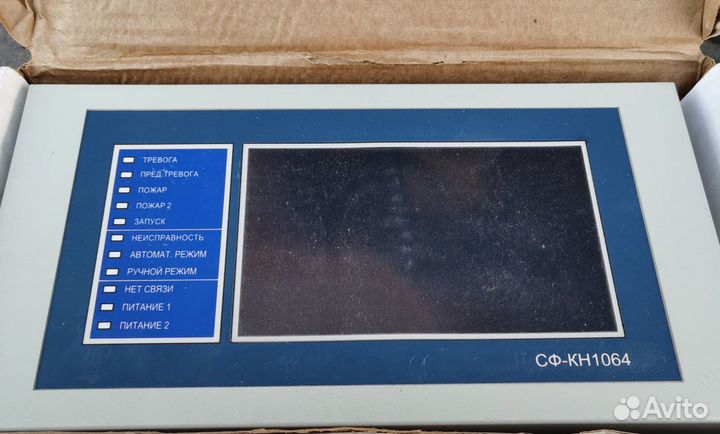 ТРЕВОГА
ПРЕД.ТРЕВОГА
ПОЖАР
ПОЖАР 2
ЗАПУСК
НЕИСПРАВНОСТЬ
АВТОМАТ. РЕЖИМ
РУЧНОЙ РЕЖИМ
НЕТ СВЯЗИ
ПИТАНИЕ 1
ПИТАНИЕ 2
СФ-КН1064
Avito